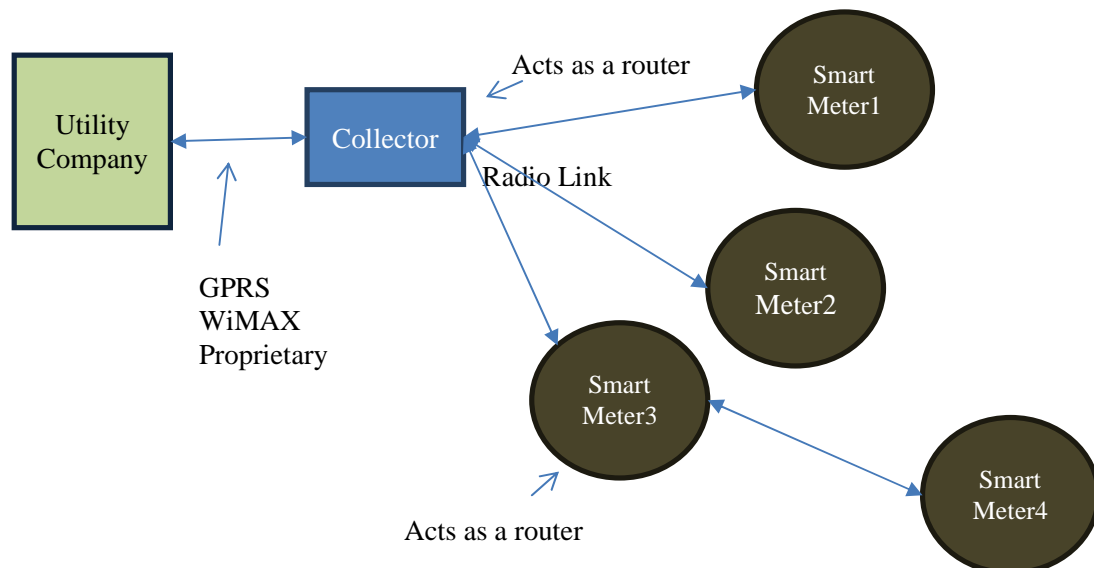 Utility
Company
Collector
Acts as a router
Smart
Meter1
Radio Link
Smart
Meter2
GPRS
WiMAX
Proprietary
Smart
Meter3
Smart
Meter4
Acts as a router